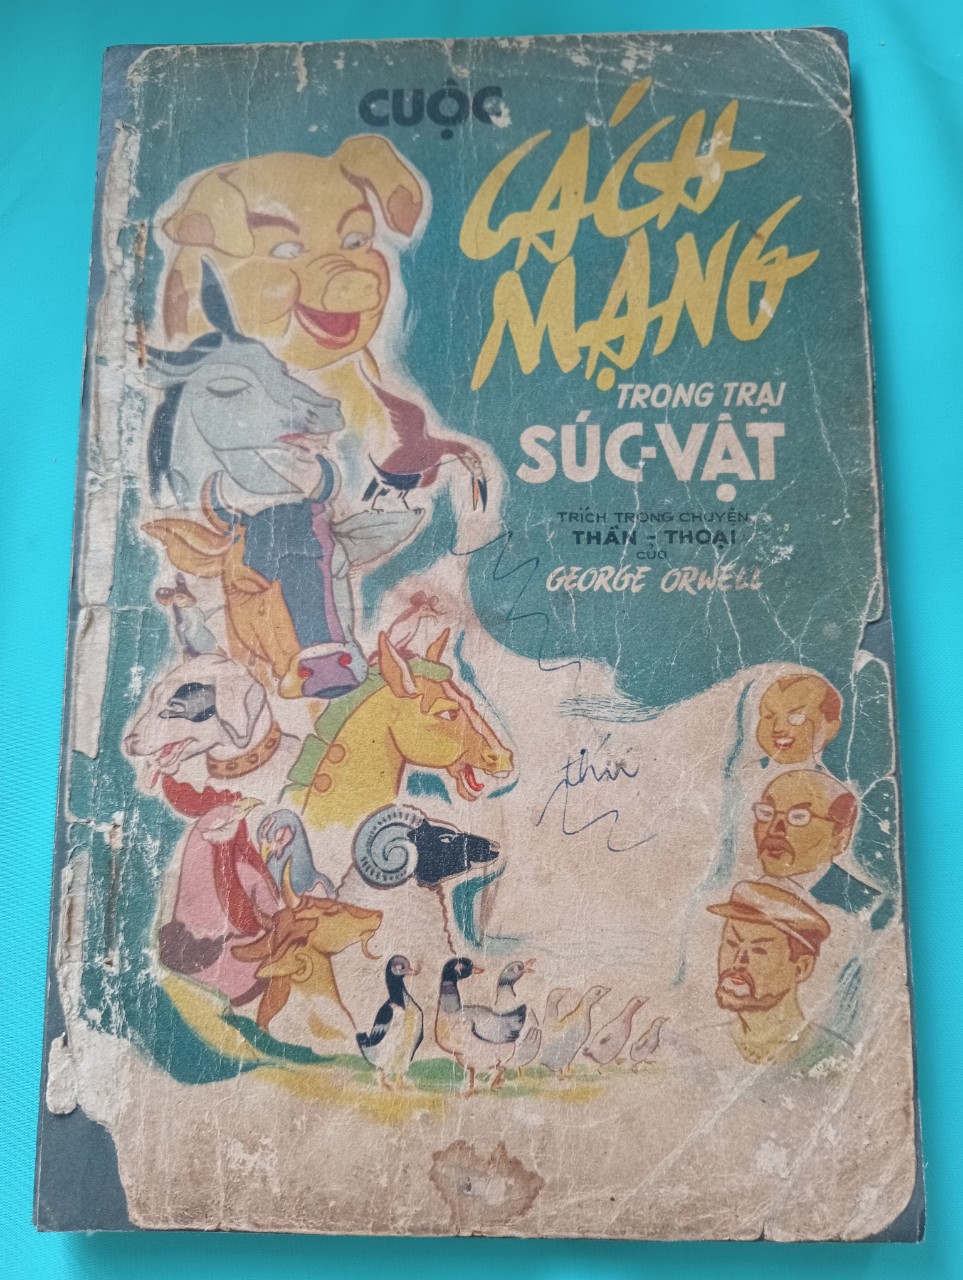 CUỘC
CÁCH
MẠNG
TRONG TRẠI
SÚC-VẬT
TRÍCH TRONG CHUYỆN
THẦN - THOẠI
CỦA
GEORGE ORWELL